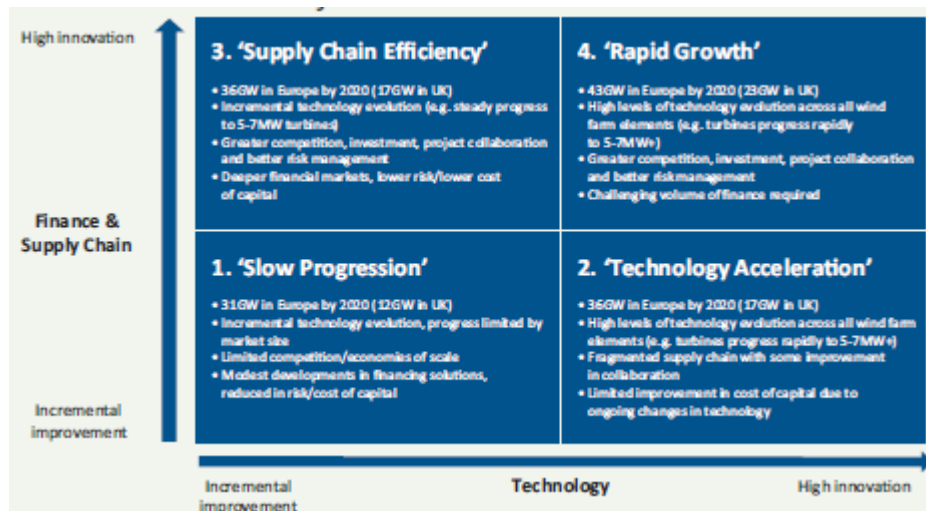 High innovation
Finance &
Supply Chain
Incremental
improvement
3. ‘Supply Chain Efficiency’
• 36GW in Europe by 2020 (17GW in UK)
• Incremental technology evolution (e.g. steady progress
to 5-7MW turbines)
• Greater competition, investment, project collaboration
and better risk management
• Deeper financial markets, lower risk/lower cost
of capital
4. ‘Rapid Growth’
• 43GW in Europe by 2020 (23GW in UK)
• High levels of technology evolution across all wind
farm elements (e.g. turbines progress rapidly
to 5-7MW+)
• Greater competition, investment, project collaboration
and better risk management
• Challenging volume of finance required
1. ‘Slow Progression’
• 31GW in Europe by 2020 (12GW in UK)
• Incremental technology evolution, progress limited by
market size
• Limited competition/economies of scale
• Modest developments in financing solutions,
reduced in risk/cost of capital
2. ‘Technology Acceleration’
• 36GW in Europe by 2020 (17GW in UK)
• High levels of technology evolution across all wind farm
elements (e.g. turbines progress rapidly to 5-7MW+)
• Fragmented supply chain with some improvement
in collaboration
• Limited improvement in cost of capital due to
ongoing changes in technology
Incremental
improvement
Technology
High innovation